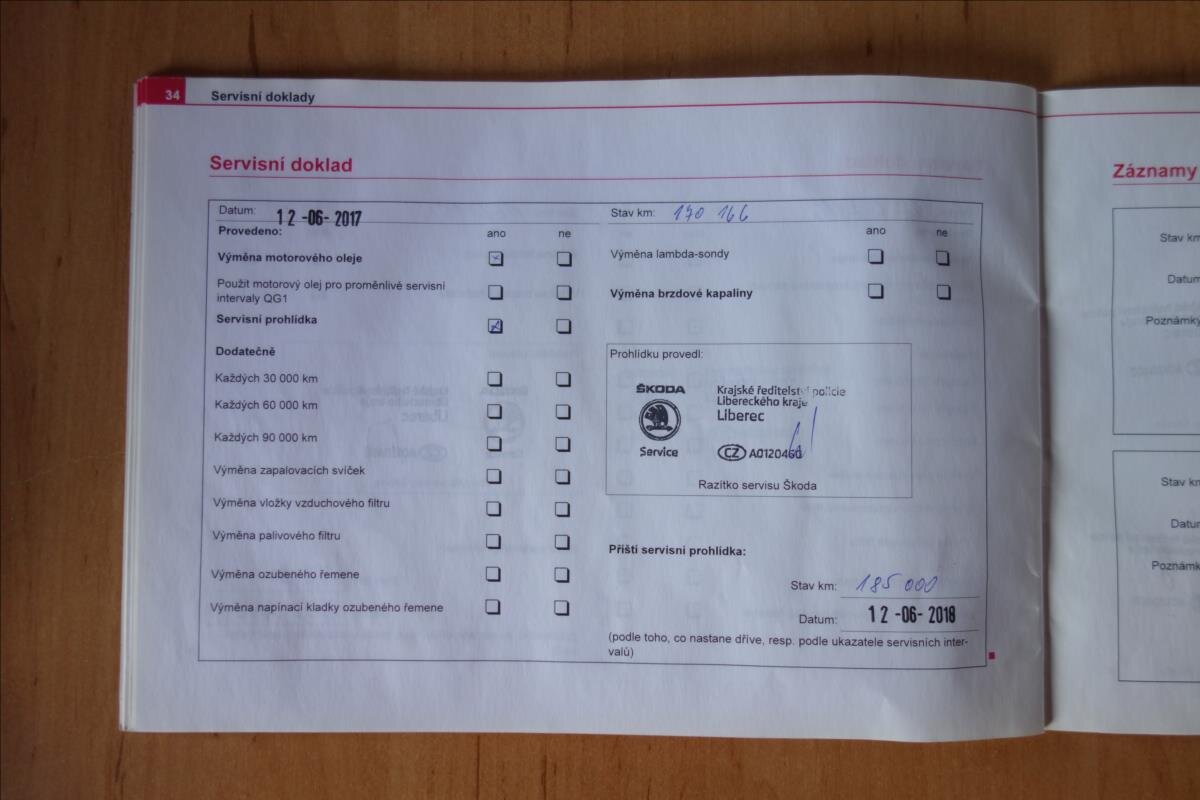 34 Servisní doklady
Servisní doklad
Datum: 12 -06- 2017
Stav km: 170 166
Provedeno: ano ne
ano ne
Výměna motorového oleje
Výměna lambda-sondy
Použit motorový olej pro proměnlivé servisní
intervaly QG1
Výměna brzdové kapaliny
Servisní prohlídka
Dodatečně
Každých 30 000 km
Každých 60 000 km
Každých 90 000 km
Výměna zapalovacích svíček
Výměna vložky vzduchového filtru
Výměna palivového filtru
Výměna ozubeného řemene
Výměna napínací kladky ozubeného řemene
Prohlídku provedl:
ŠKODA
Service
Krajské ředitelství policie
Libereckého kraje
Liberec
CZ A0120460
Razítko servisu Škoda
Příští servisní prohlídka:
Stav km: 185 000
Datum: 12 -06- 2018
(podle toho, co nastane dříve, resp. podle ukazatele servisních inter-
valů)
Záznamy
Stav km
Datum
Poznámky
Stav km
Datum
Poznámk